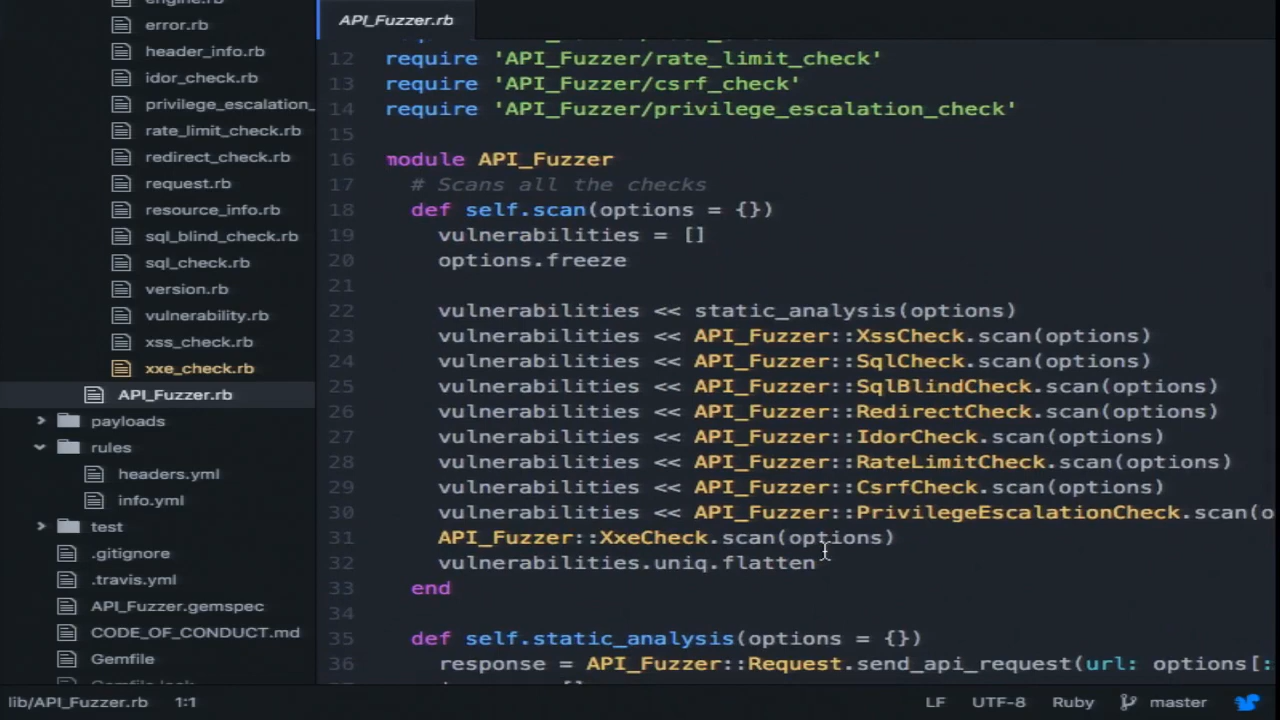 engine.rb
error.rb
header_info.rb
idor_check.rb
privilege_escalation_
rate_limit_check.rb
redirect_check.rb
request.rb
resource_info.rb
sql_blind_check.rb
sql_check.rb
version.rb
vulnerability.rb
xss_check.rb
xxe_check.rb
API_Fuzzer.rb
payloads
rules
headers.yml
info.yml
test
.gitignore
.travis.yml
API_Fuzzer.gemspec
CODE_OF_CONDUCT.md
Gemfile
Gemfile.lock
API_Fuzzer.rb
12 require 'API_Fuzzer/rate_limit_check'
13 require 'API_Fuzzer/csrf_check'
14 require 'API_Fuzzer/privilege_escalation_check'
15
16 module API_Fuzzer
17 # Scans all the checks
18 def self.scan(options = {})
19 vulnerabilities = []
20 options.freeze
21
22 vulnerabilities << static_analysis(options)
23 vulnerabilities << API_Fuzzer::XssCheck.scan(options)
24 vulnerabilities << API_Fuzzer::SqlCheck.scan(options)
25 vulnerabilities << API_Fuzzer::SqlBlindCheck.scan(options)
26 vulnerabilities << API_Fuzzer::RedirectCheck.scan(options)
27 vulnerabilities << API_Fuzzer::IdorCheck.scan(options)
28 vulnerabilities << API_Fuzzer::RateLimitCheck.scan(options)
29 vulnerabilities << API_Fuzzer::CsrfCheck.scan(options)
30 vulnerabilities << API_Fuzzer::PrivilegeEscalationCheck.scan(o
31 API_Fuzzer::XxeCheck.scan(options)
32 vulnerabilities.uniq.flatten
33 end
34
35 def self.static_analysis(options = {})
36 response = API_Fuzzer::Request.send_api_request(url: options[:
lib/API_Fuzzer.rb 1:1 LF UTF-8 Ruby master